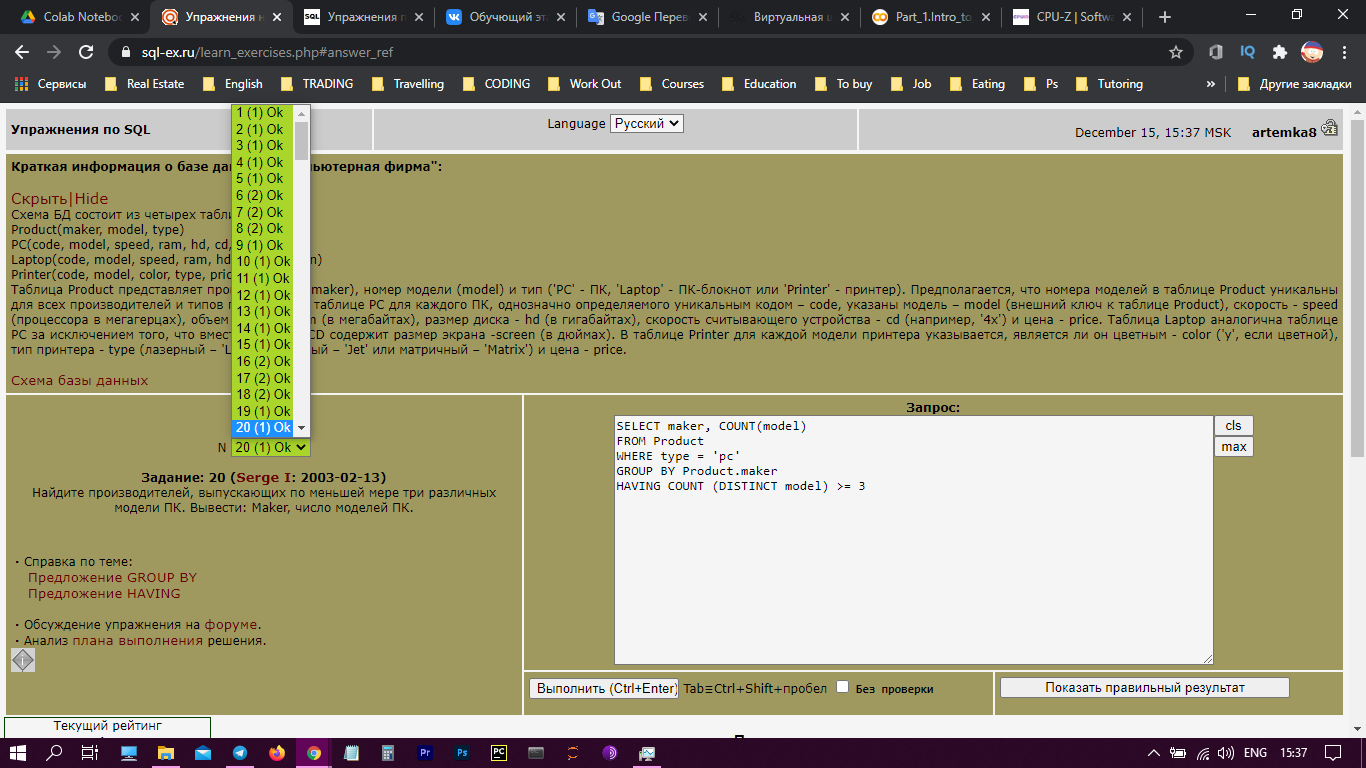 Colab Notebo
Упражнения н
Упражнения п
Обучающий эта
Google Перев
Виртуальная ш
Part_1.Intro_to
CPU-Z | Softwa
sql-ex.ru/learn_exercises.php#answer_ref
Сервисы Real Estate English TRADING Travelling CODING Work Out Courses Education To buy Job Eating Ps Tutoring » Другие закладки
Упражнения по SQL
Language Русский
December 15, 15:37 MSK artemka8
Краткая информация о базе да ьютерная фирма":
Скрыть|Hide
Схема БД состоит из четырех табли
Product(maker, model, type)
PC(code, model, speed, ram, hd, cd,
Laptop(code, model, speed, ram, hd n)
Printer(code, model, color, type, pric
Таблица Product представляет прои maker), номер модели (model) и тип ('PC' - ПК, 'Laptop' - ПК-блокнот или 'Printer' - принтер). Предполагается, что номера моделей в таблице Product уникальны
для всех производителей и типов п таблице PC для каждого ПК, однозначно определяемого уникальным кодом – code, указаны модель – model (внешний ключ к таблице Product), скорость - speed
(процессора в мегагерцах), объем m (в мегабайтах), размер диска - hd (в гигабайтах), скорость считывающего устройства - cd (например, '4x') и цена - price. Таблица Laptop аналогична таблице
PC за исключением того, что вмест CD содержит размер экрана -screen (в дюймах). В таблице Printer для каждой модели принтера указывается, является ли он цветным - color ('y', если цветной),
тип принтера - type (лазерный – 'L ый – 'Jet' или матричный – 'Matrix') и цена - price.
Схема базы данных
1 (1) Ok
2 (1) Ok
3 (1) Ok
4 (1) Ok
5 (1) Ok
6 (2) Ok
7 (2) Ok
8 (2) Ok
9 (1) Ok
10 (1) Ok
11 (1) Ok
12 (1) Ok
13 (1) Ok
14 (1) Ok
15 (1) Ok
16 (2) Ok
17 (2) Ok
18 (2) Ok
19 (1) Ok
20 (1) Ok
N 20 (1) Ok
Задание: 20 (Serge I: 2003-02-13)
Найдите производителей, выпускающих по меньшей мере три различных
модели ПК. Вывести: Maker, число моделей ПК.
· Справка по теме:
Предложение GROUP BY
Предложение HAVING
· Обсуждение упражнения на форуме.
· Анализ плана выполнения решения.
Запрос:
SELECT maker, COUNT(model)
FROM Product
WHERE type = 'pc'
GROUP BY Product.maker
HAVING COUNT (DISTINCT model) >= 3
cls
max
Выполнить (Ctrl+Enter) Tab≡Ctrl+Shift+пробел Без проверки
Показать правильный результат
Текущий рейтинг
ENG 15:37